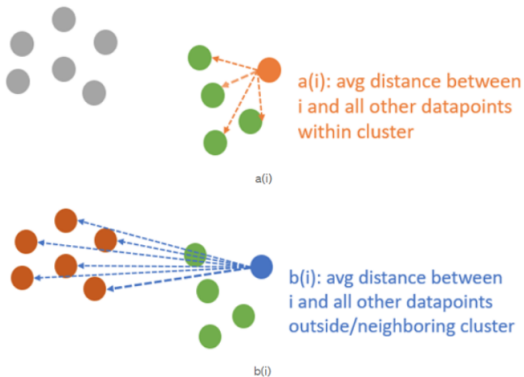 a(i): avg distance between
i and all other datapoints
within cluster
a(i)
b(i): avg distance between
i and all other datapoints
outside/neighboring cluster
b(i)